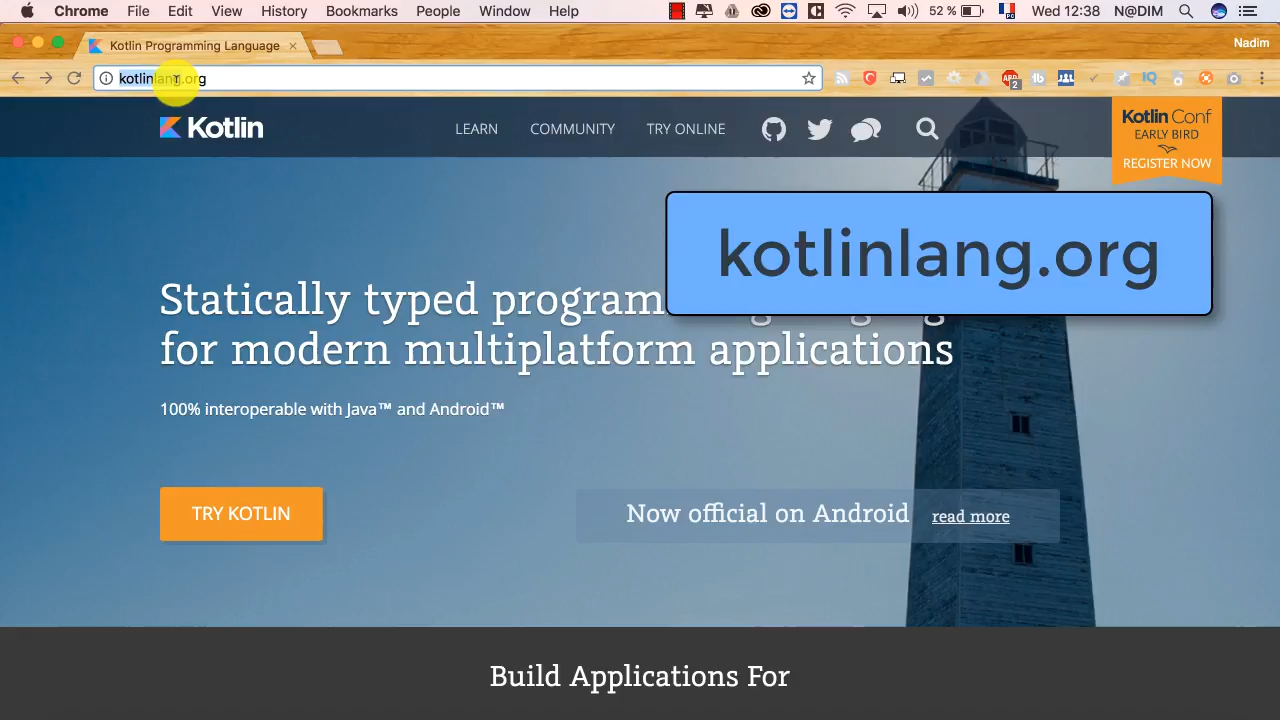 Chrome File Edit View History Bookmarks People Window Help 52 % Wed 12:38 N@DIM
Kotlin Programming Language
Nadim
kotlinlang.org
Kotlin
LEARN COMMUNITY TRY ONLINE
Kotlin Conf
EARLY BIRD
REGISTER NOW
kotlinlang.org
Statically typed program
for modern multiplatform applications
100% interoperable with Java™ and Android™
TRY KOTLIN
Now official on Android read more
Build Applications For